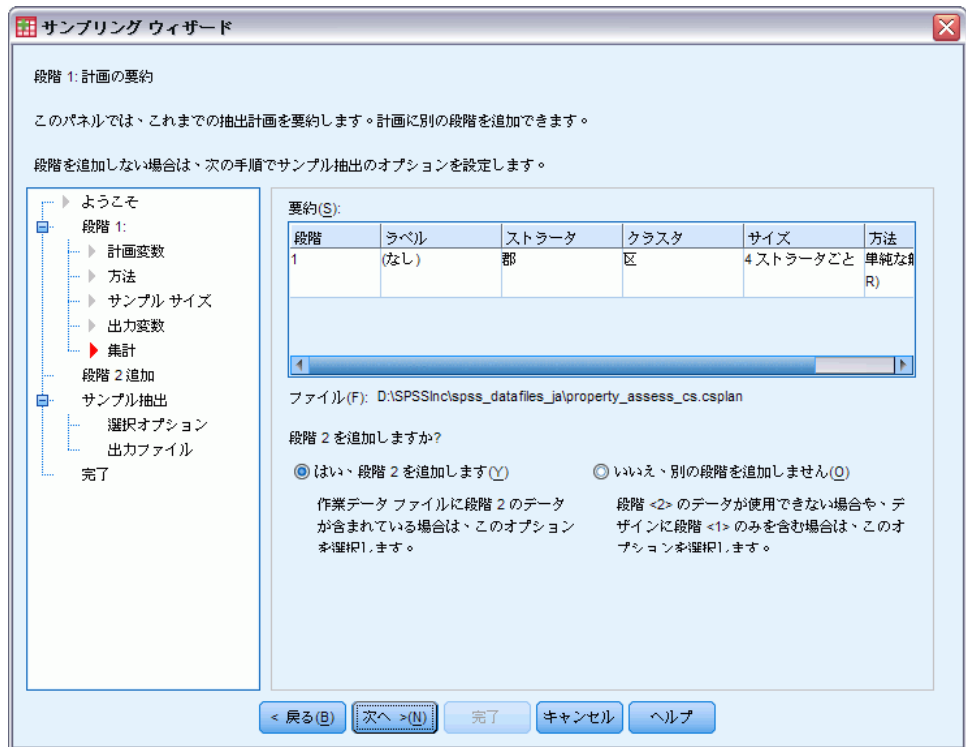 サンプリング ウィザード
段階 1: 計画の要約
このパネルでは、これまでの抽出計画を要約します。計画に別の段階を追加できます。
段階を追加しない場合は、次の手順でサンプル抽出のオプションを設定します。
ようこそ
段階 1:
計画変数
方法
サンプル サイズ
出力変数
集計
段階 2 追加
サンプル抽出
選択オプション
出力ファイル
完了
要約(S):
段階 ラベル ストラータ クラスタ サイズ 方法
1 (なし) 郡 区 4 ストラータごと 単純な
R)
ファイル(F): D:\SPSSInc\spss_datafiles_ja\property_assess_cs.csplan
段階 2 を追加しますか?
はい、段階 2 を追加します(Y)
作業データ ファイルに段階 2 のデータ
が含まれている場合は、このオプション
を選択します。
いいえ、別の段階を追加しません(O)
段階 <2> のデータが使用できない場合や、デ
ザインに段階 <1> のみを含む場合は、このオ
プションを選択します。
< 戻る(B) 次へ >(N) 完了 キャンセル ヘルプ